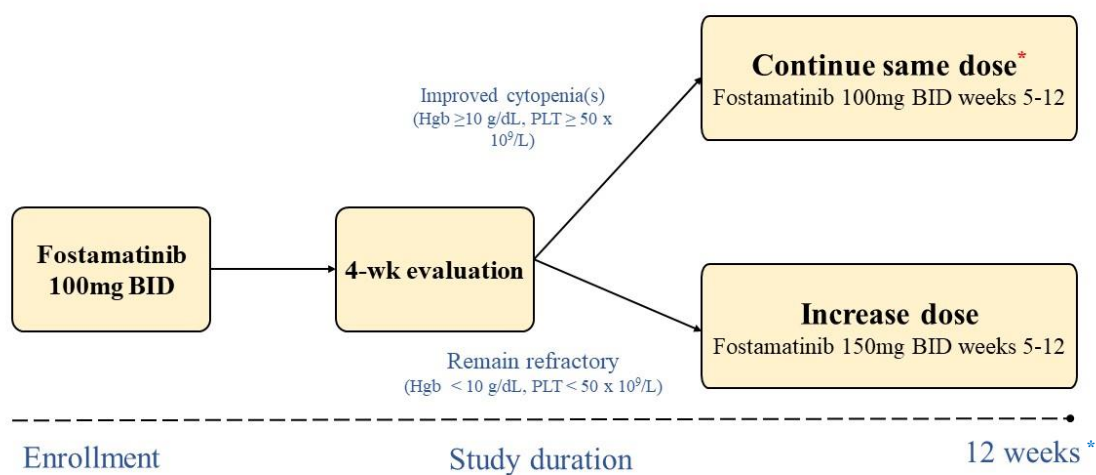 Continue same dose*
Fostamatinib 100mg BID weeks 5-12
Improved cytopenia(s)
(Hgb ≥10 g/dL, PLT ≥ 50 x
10⁹/L)
Fostamatinib
100mg BID
4-wk evaluation
Increase dose
Fostamatinib 150mg BID weeks 5-12
Remain refractory
(Hgb < 10 g/dL, PLT < 50 x 10⁹/L)
Enrollment
Study duration
12 weeks *